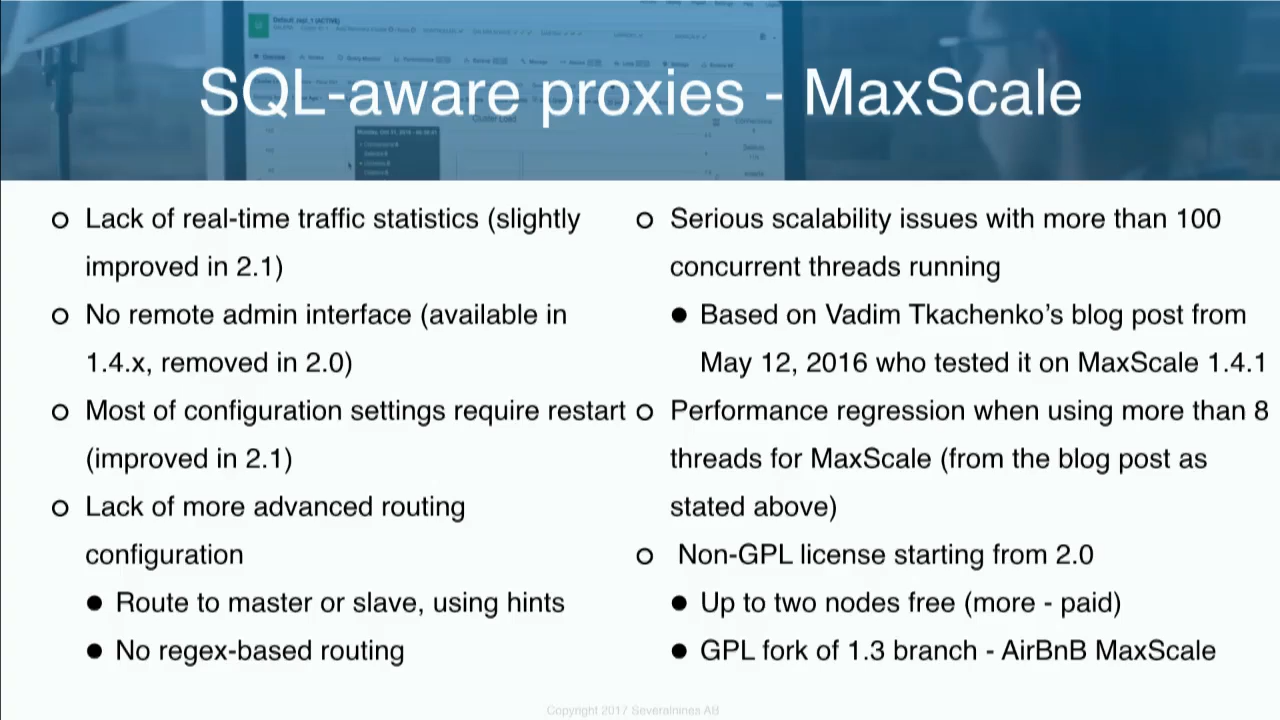 SQL-aware proxies - MaxScale
Lack of real-time traffic statistics (slightly
improved in 2.1)
No remote admin interface (available in
1.4.x, removed in 2.0)
Most of configuration settings require restart
(improved in 2.1)
Lack of more advanced routing
configuration
Route to master or slave, using hints
No regex-based routing
Serious scalability issues with more than 100
concurrent threads running
Based on Vadim Tkachenko’s blog post from
May 12, 2016 who tested it on MaxScale 1.4.1
Performance regression when using more than 8
threads for MaxScale (from the blog post as
stated above)
Non-GPL license starting from 2.0
Up to two nodes free (more - paid)
GPL fork of 1.3 branch - AirBnB MaxScale
Cluster Load
Copyright 2017 Severalnines AB